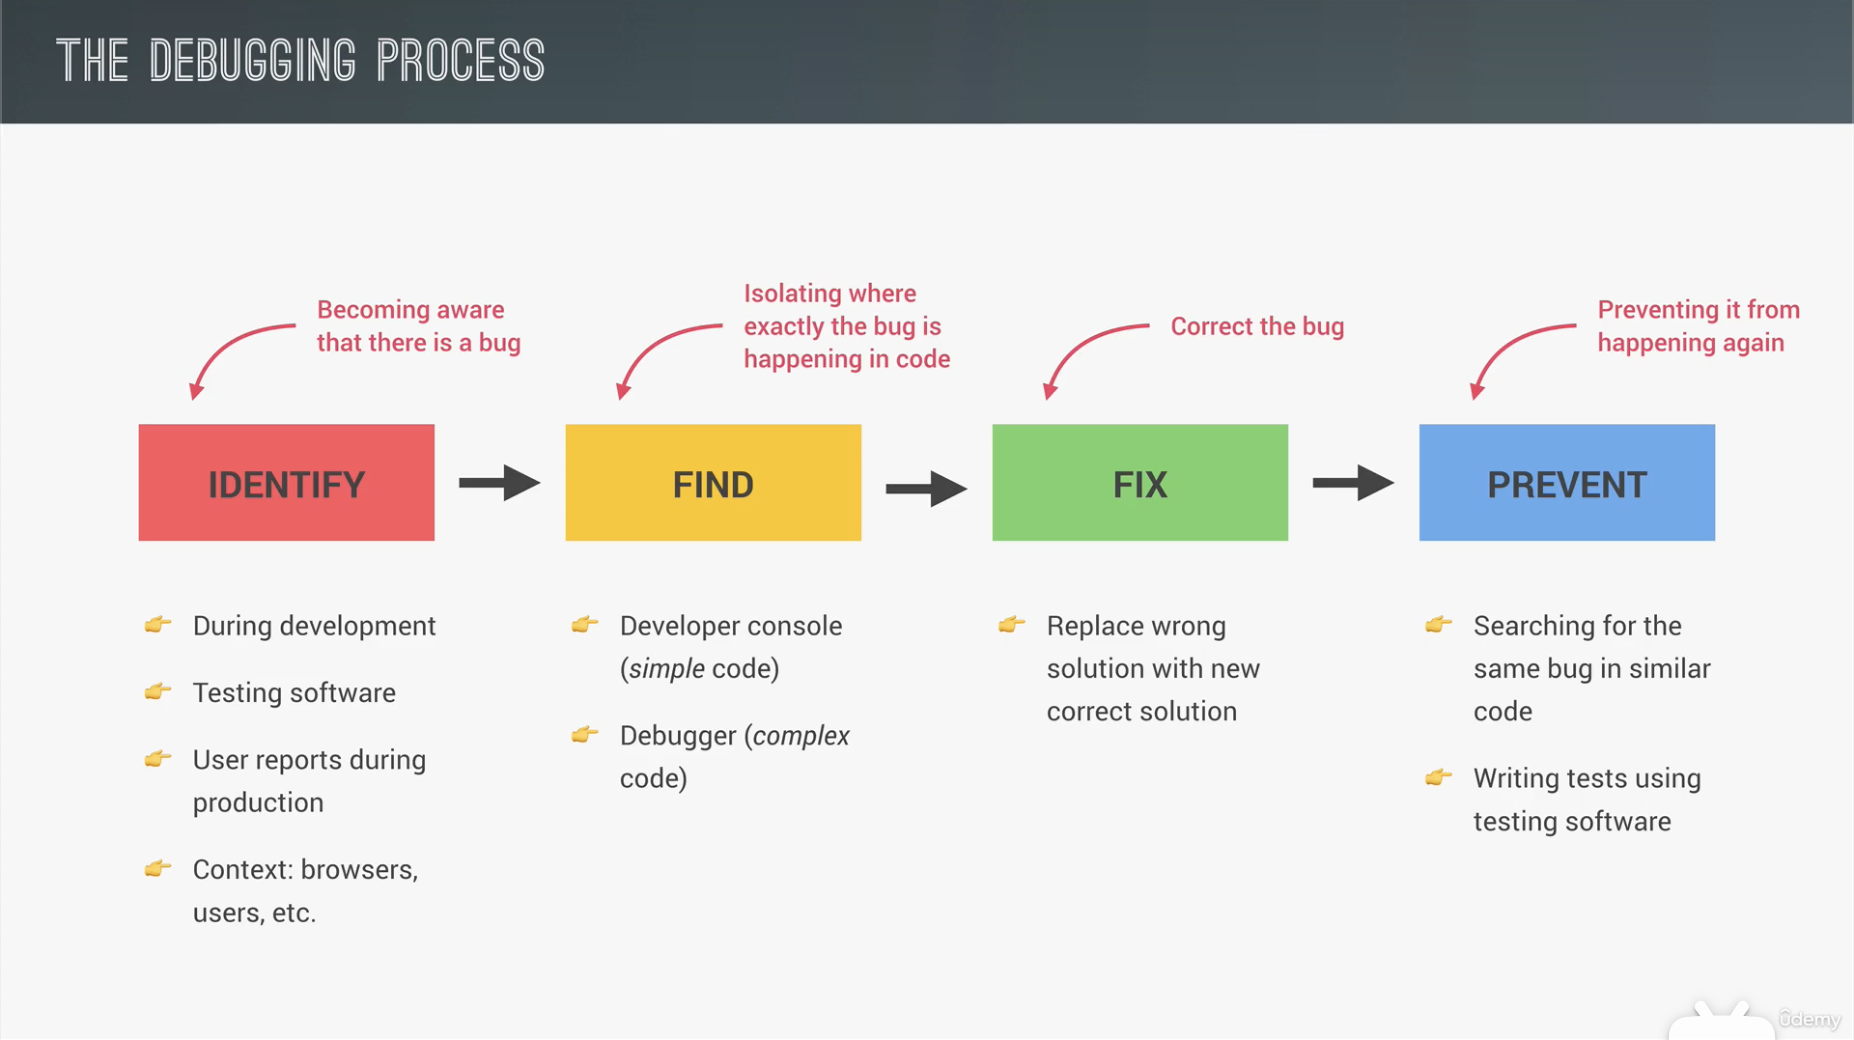 THE DEBUGGING PROCESS
Becoming aware
that there is a bug
Isolating where
exactly the bug is
happening in code
Correct the bug
Preventing it from
happening again
IDENTIFY
FIND
FIX
PREVENT
During development
Testing software
User reports during
production
Context: browsers,
users, etc.
Developer console
(simple code)
Debugger (complex
code)
Replace wrong
solution with new
correct solution
Searching for the
same bug in similar
code
Writing tests using
testing software
ûdemy